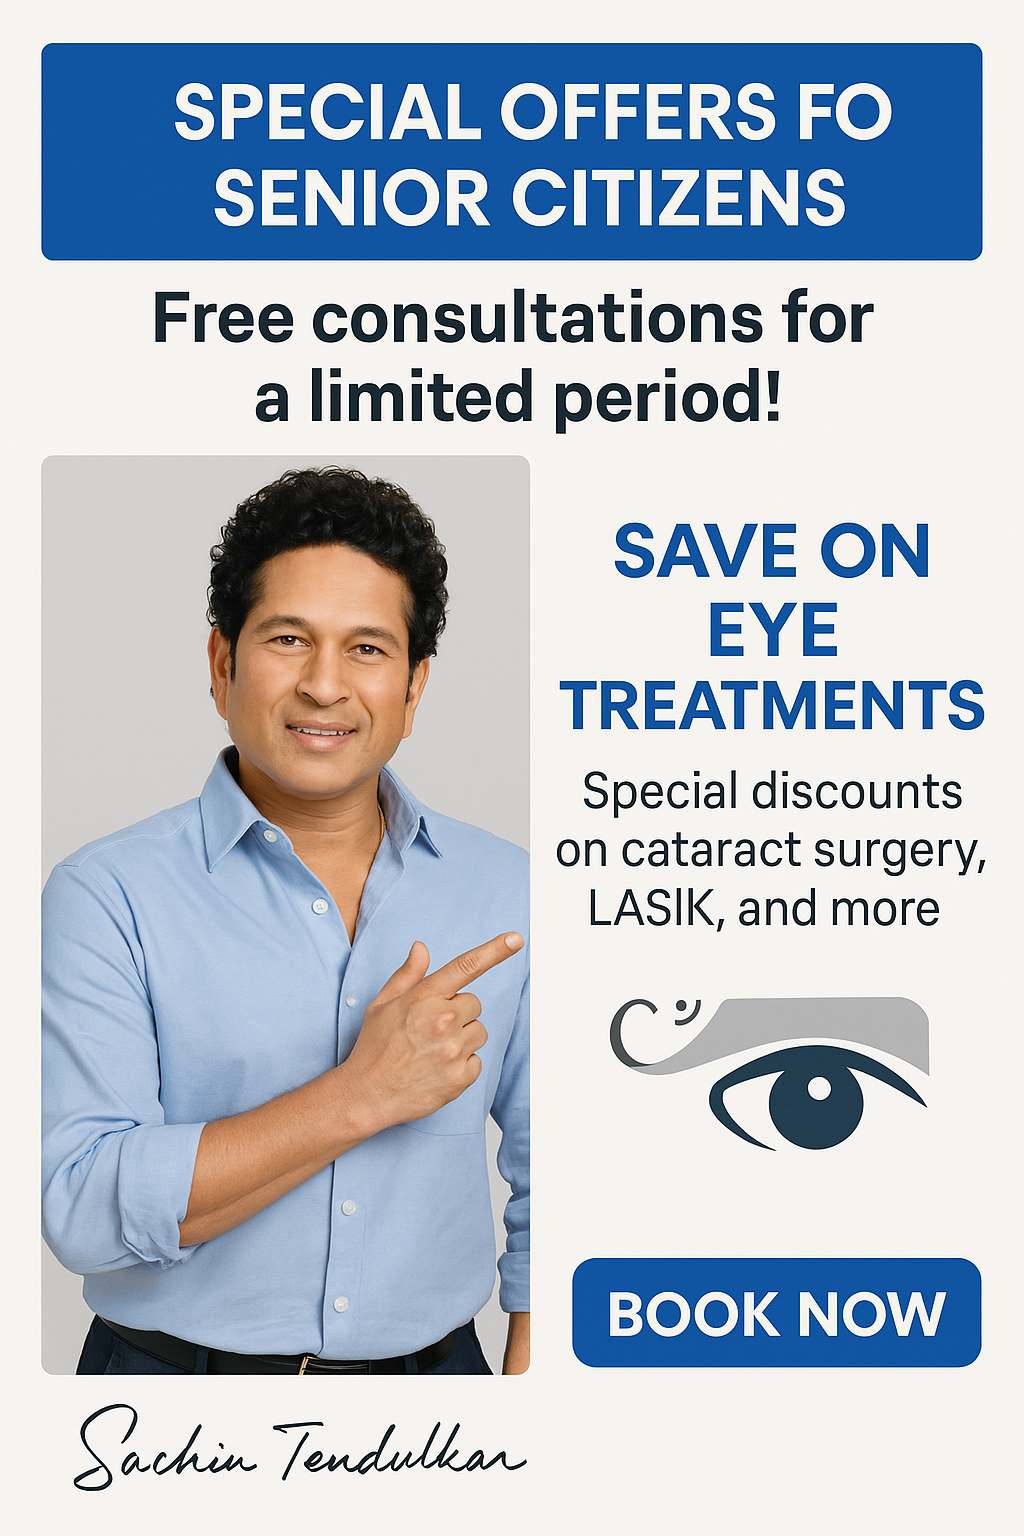 SPECIAL OFFERS FO
SENIOR CITIZENS
Free consultations for
a limited period!
SAVE ON
EYE
TREATMENTS
Special discounts
on cataract surgery,
LASIK, and more
BOOK NOW
Sachin Tendulkar